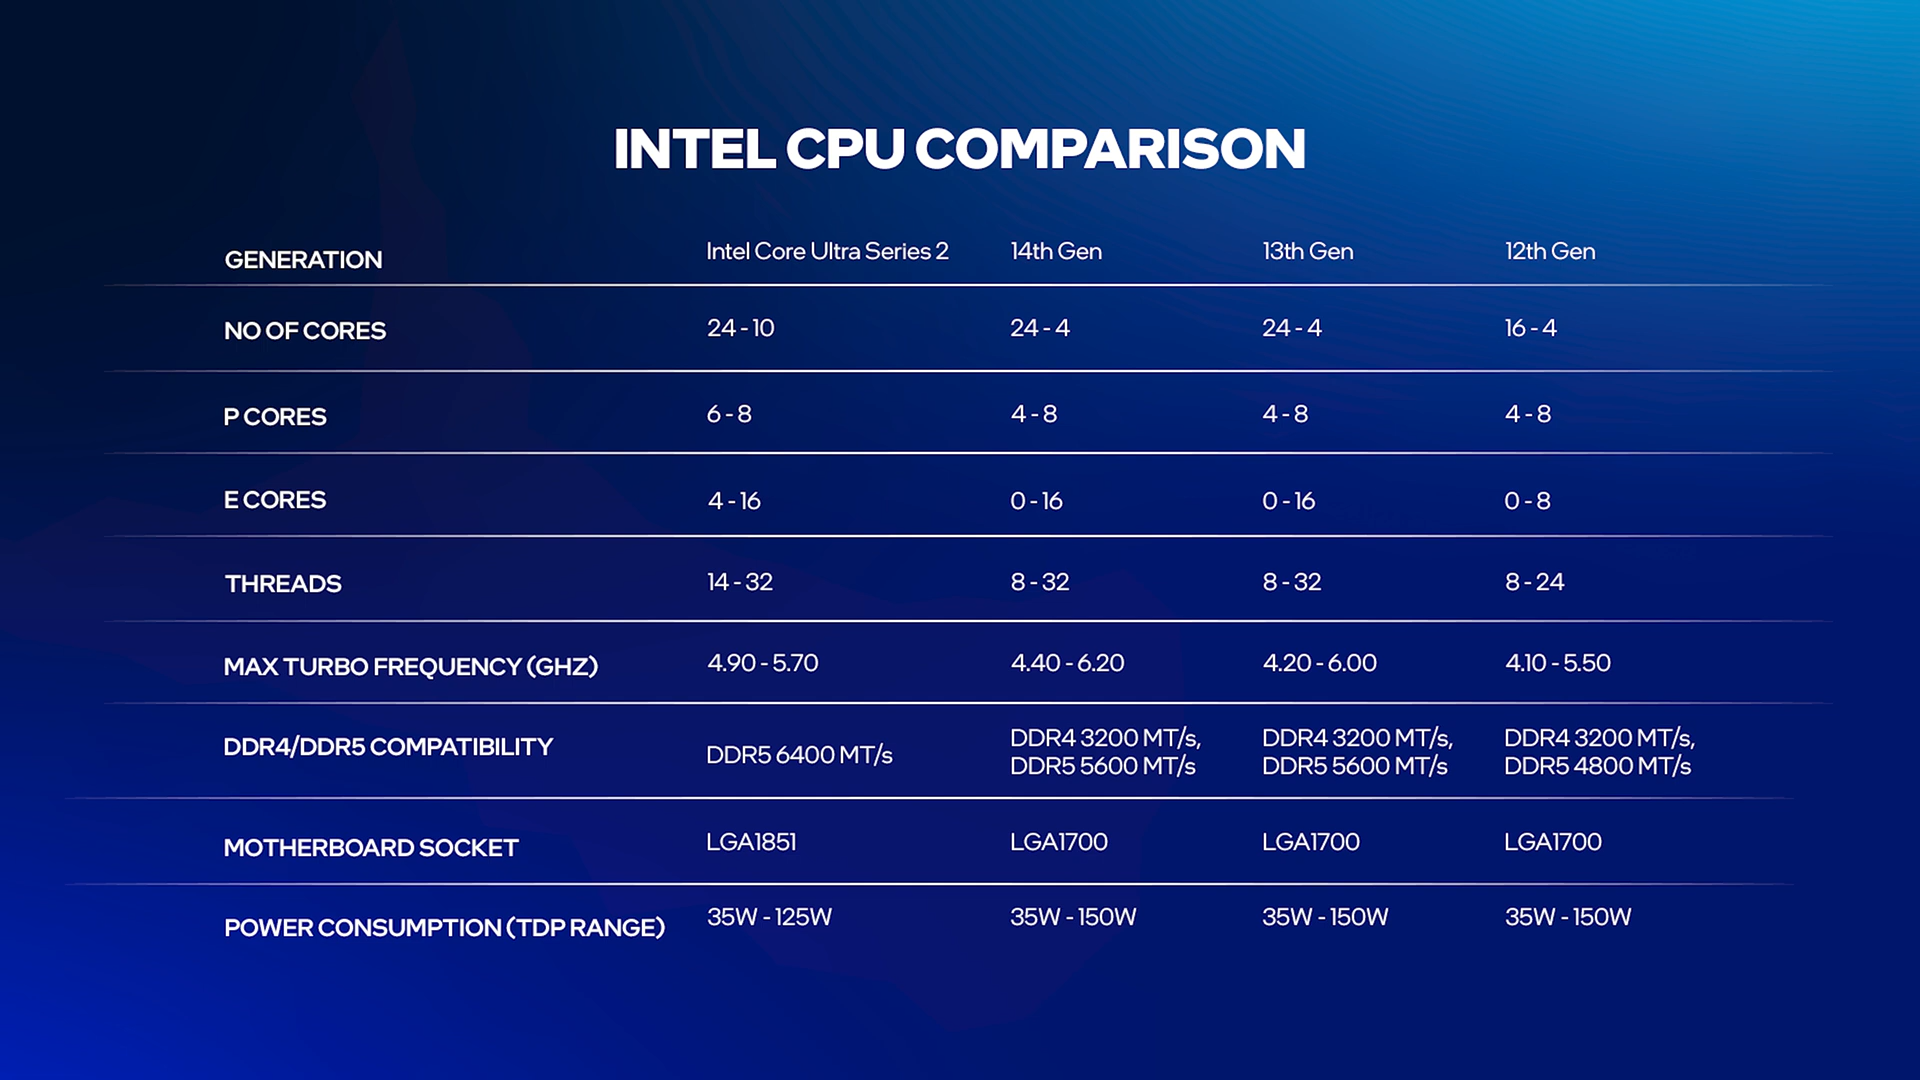 INTEL CPU COMPARISON
GENERATION Intel Core Ultra Series 2 14th Gen 13th Gen 12th Gen
NO OF CORES 24 - 10 24 - 4 24 - 4 16 - 4
P CORES 6 - 8 4 - 8 4 - 8 4 - 8
E CORES 4 - 16 0 - 16 0 - 16 0 - 8
THREADS 14 - 32 8 - 32 8 - 32 8 - 24
MAX TURBO FREQUENCY (GHZ) 4.90 - 5.70 4.40 - 6.20 4.20 - 6.00 4.10 - 5.50
DDR4/DDR5 COMPATIBILITY DDR5 6400 MT/s DDR4 3200 MT/s, DDR4 3200 MT/s, DDR4 3200 MT/s,
DDR5 5600 MT/s DDR5 5600 MT/s DDR5 4800 MT/s
MOTHERBOARD SOCKET LGA1851 LGA1700 LGA1700 LGA1700
POWER CONSUMPTION (TDP RANGE) 35W - 125W 35W - 150W 35W - 150W 35W - 150W